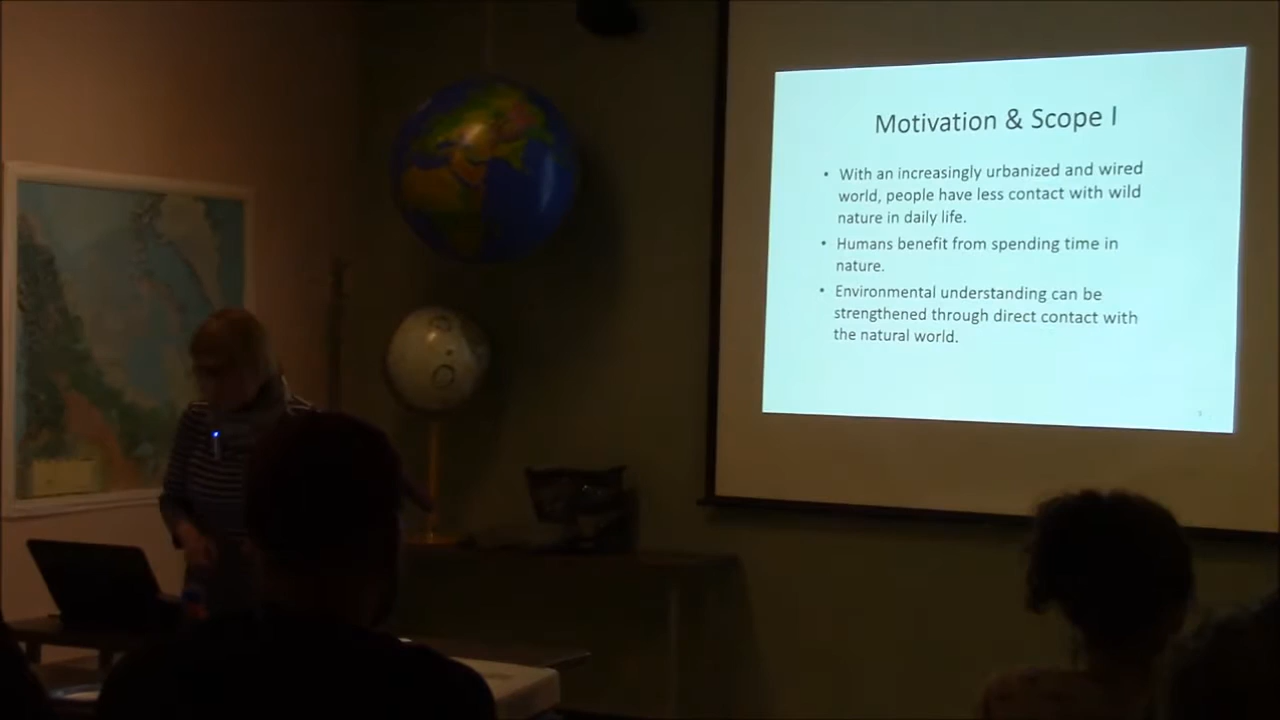 Motivation & Scope I
• With an increasingly urbanized and wired
world, people have less contact with wild
nature in daily life.
• Humans benefit from spending time in
nature.
• Environmental understanding can be
strengthened through direct contact with
the natural world.